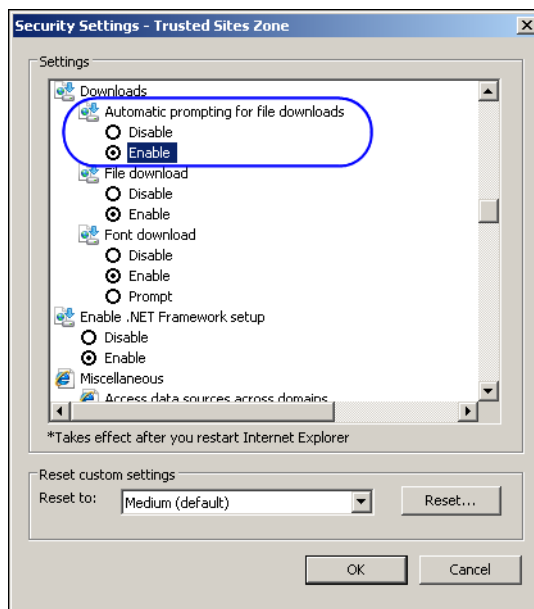 Security Settings - Trusted Sites Zone
Settings
Downloads
Automatic prompting for file downloads
Disable
Enable
File download
Disable
Enable
Font download
Disable
Enable
Prompt
Enable .NET Framework setup
Disable
Enable
Miscellaneous
Access data sources across domains
*Takes effect after you restart Internet Explorer
Reset custom settings
Reset to:
Medium (default)
Reset...
OK
Cancel